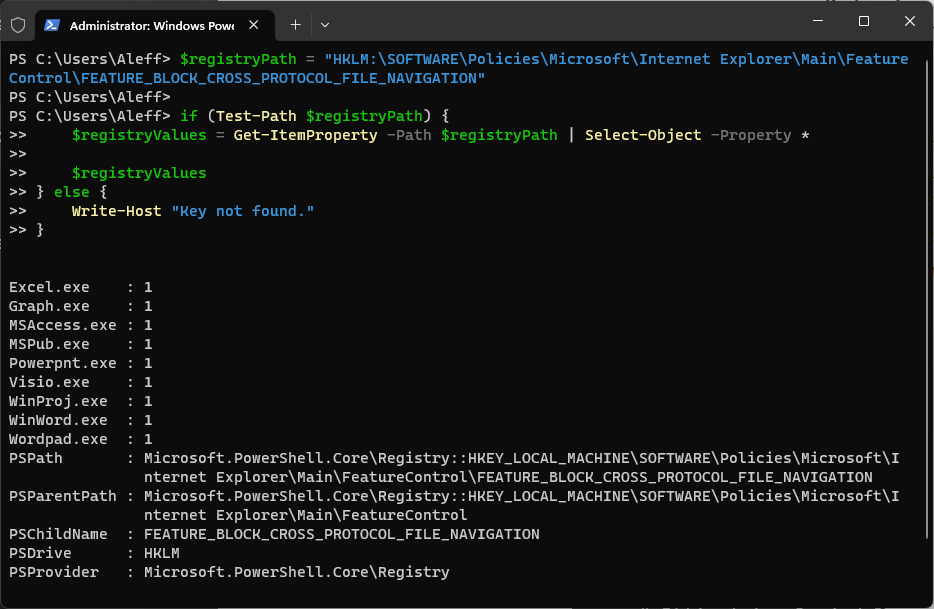 Administrator: Windows Powe
PS C:\Users\Aleff> $registryPath = "HKLM:\SOFTWARE\Policies\Microsoft\Internet Explorer\Main\Feature
Control\FEATURE_BLOCK_CROSS_PROTOCOL_FILE_NAVIGATION"
PS C:\Users\Aleff>
PS C:\Users\Aleff> if (Test-Path $registryPath) {
>>     $registryValues = Get-ItemProperty -Path $registryPath | Select-Object -Property *
>>
>>     $registryValues
>> } else {
>>     Write-Host "Key not found."
>> }
Excel.exe    : 1
Graph.exe    : 1
MSAccess.exe : 1
MSPub.exe    : 1
Powerpnt.exe : 1
Visio.exe    : 1
WinProj.exe  : 1
WinWord.exe  : 1
Wordpad.exe  : 1
PSPath       : Microsoft.PowerShell.Core\Registry::HKEY_LOCAL_MACHINE\SOFTWARE\Policies\Microsoft\I
nternet Explorer\Main\FeatureControl\FEATURE_BLOCK_CROSS_PROTOCOL_FILE_NAVIGATION
PSParentPath : Microsoft.PowerShell.Core\Registry::HKEY_LOCAL_MACHINE\SOFTWARE\Policies\Microsoft\I
nternet Explorer\Main\FeatureControl
PSChildName  : FEATURE_BLOCK_CROSS_PROTOCOL_FILE_NAVIGATION
PSDrive      : HKLM
PSProvider   : Microsoft.PowerShell.Core\Registry